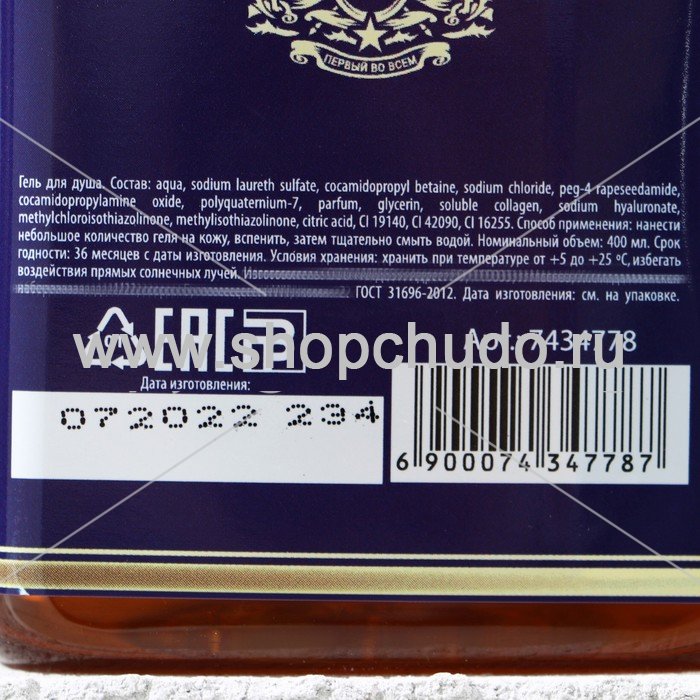 ПЕРВЫЙ ВО ВСЕМ
Гель для душа. Состав: aqua, sodium laureth sulfate, cocamidopropyl betaine, sodium chloride, peg-4 rapeseedamide,
cocamidopropylamine oxide, polyquaternium-7, parfum, glycerin, soluble collagen, sodium hyaluronate,
methylchloroisothiazolinone, methylisothiazolinone, citric acid, CI 19140, CI 42090, CI 16255. Способ применения: нанести
небольшое количество геля на кожу, вспенить, затем тщательно смыть водой. Номинальный объем: 400 мл. Срок
годности: 36 месяцев с даты изготовления. Условия хранения: хранить при температуре от +5 до +25 ºС, избегать
воздействия прямых солнечных лучей.
ГОСТ 31696-2012. Дата изготовления: см. на упаковке.
EAC
www.shopchudo.ru
Арт. 7434778
Дата изготовления:
072022 234
6 900074 347787